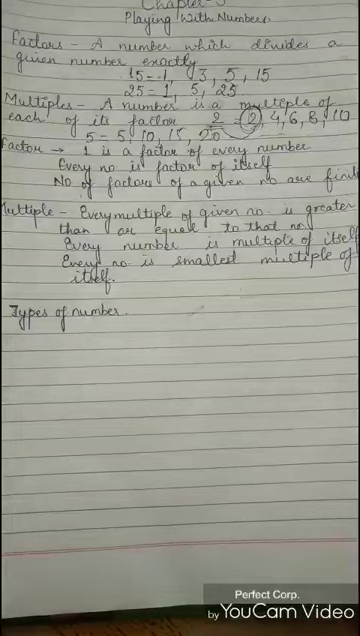 Chapter-3
Playing With Numbers
Factors - A number which divides a
given number exactly
15 = 1, 3, 5, 15
25 = 1, 5, 25
Multiples - A number is a multiple of
each of its factor 2 = 2, 4, 6, 8, 10
5 = 5, 10, 15, 20
Factor → 1 is a factor of every number
Every no is factor of itself
No of factors of a given no are finit
Multiple - Every multiple of given no. is greater
than or equal to that no
Every number is multiple of itself
Every no is smallest multiple of
itself.
Types of number.
Perfect Corp.
by YouCam Video